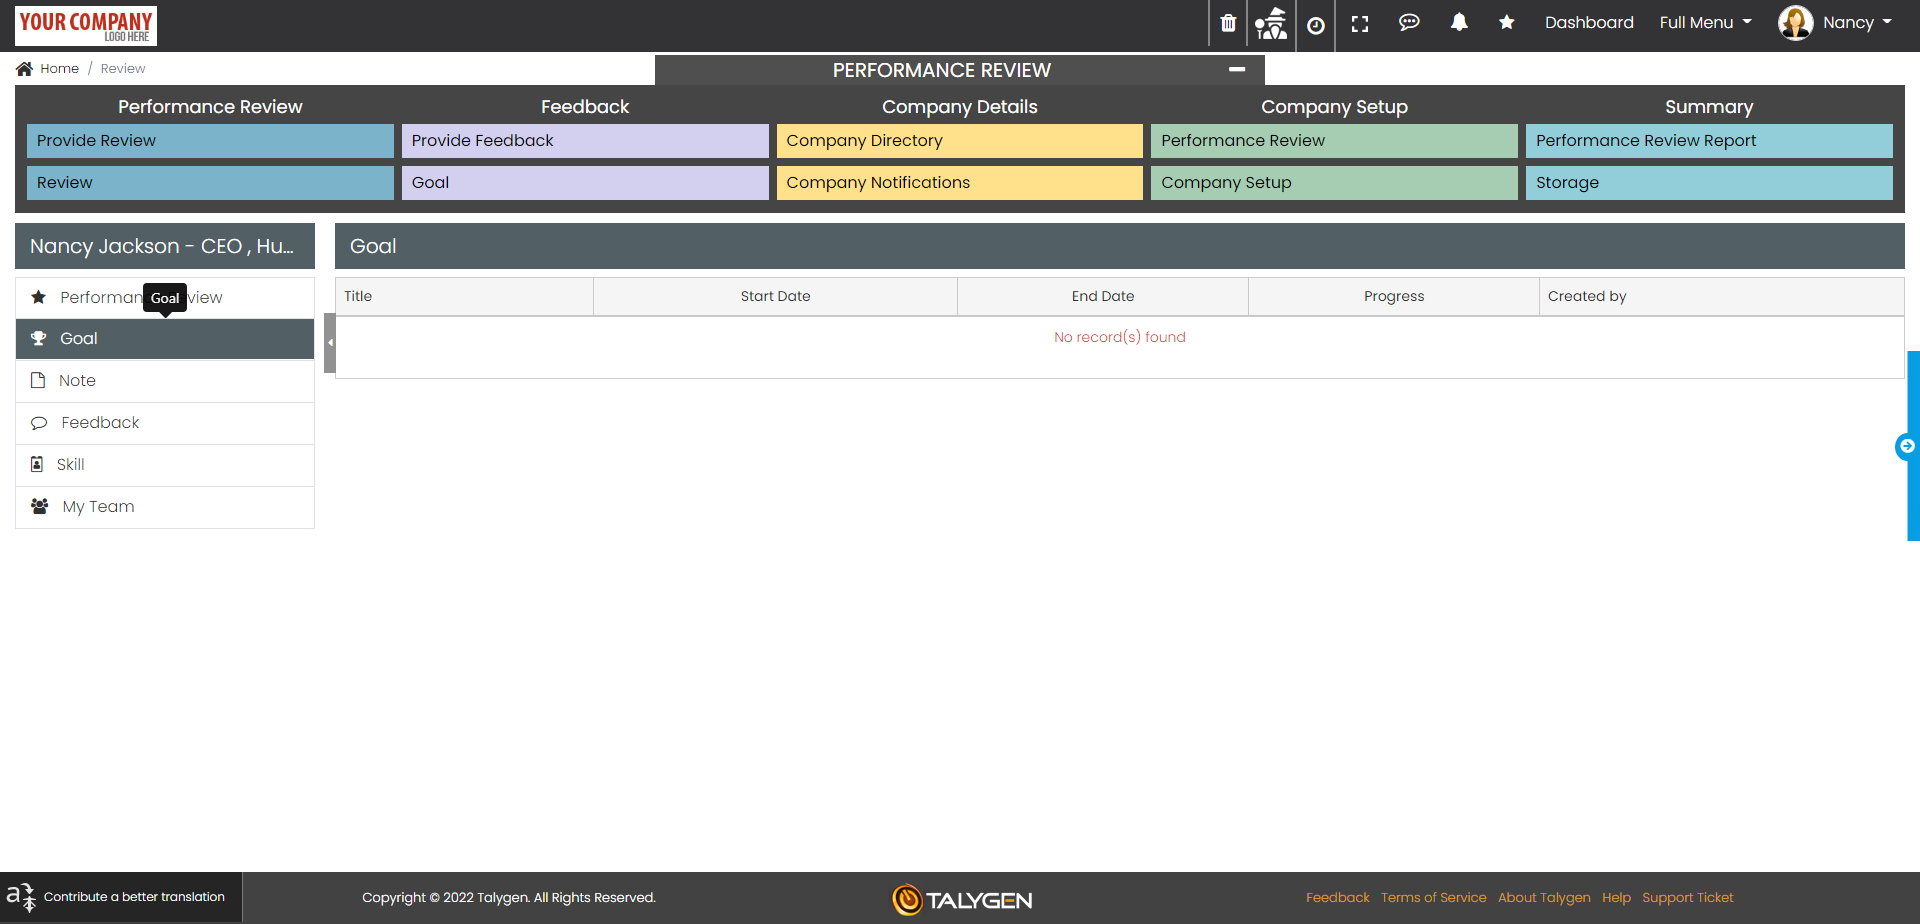 YOUR COMPANY
LOGO HERE
Dashboard
Full Menu
Nancy
Home / Review
PERFORMANCE REVIEW
Performance Review
Feedback
Company Details
Company Setup
Summary
Provide Review
Provide Feedback
Company Directory
Performance Review
Performance Review Report
Review
Goal
Company Notifications
Company Setup
Storage
Nancy Jackson - CEO , Hu...
Goal
Title
Start Date
End Date
Progress
Created by
No record(s) found
Goal
Goal
Note
Feedback
Skill
My Team
Contribute a better translation
Copyright © 2022 Talygen. All Rights Reserved.
TALYGEN
Feedback
Terms of Service
About Talygen
Help
Support Ticket